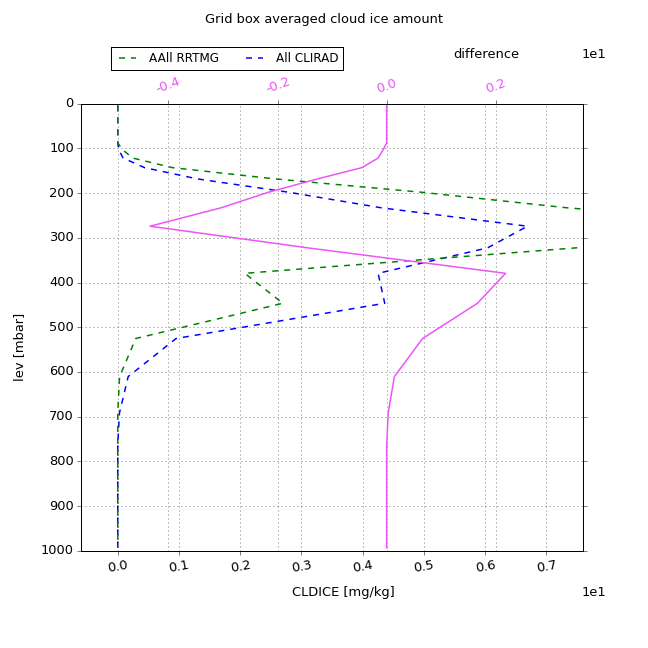 Grid box averaged cloud ice amount
AAll RRTMG All CLIRAD
difference 1e1
-0.4 -0.2 0.0 0.2
0
100
200
300
400
500
600
700
800
900
1000
lev [mbar]
0.0 0.1 0.2 0.3 0.4 0.5 0.6 0.7
CLDICE [mg/kg] 1e1